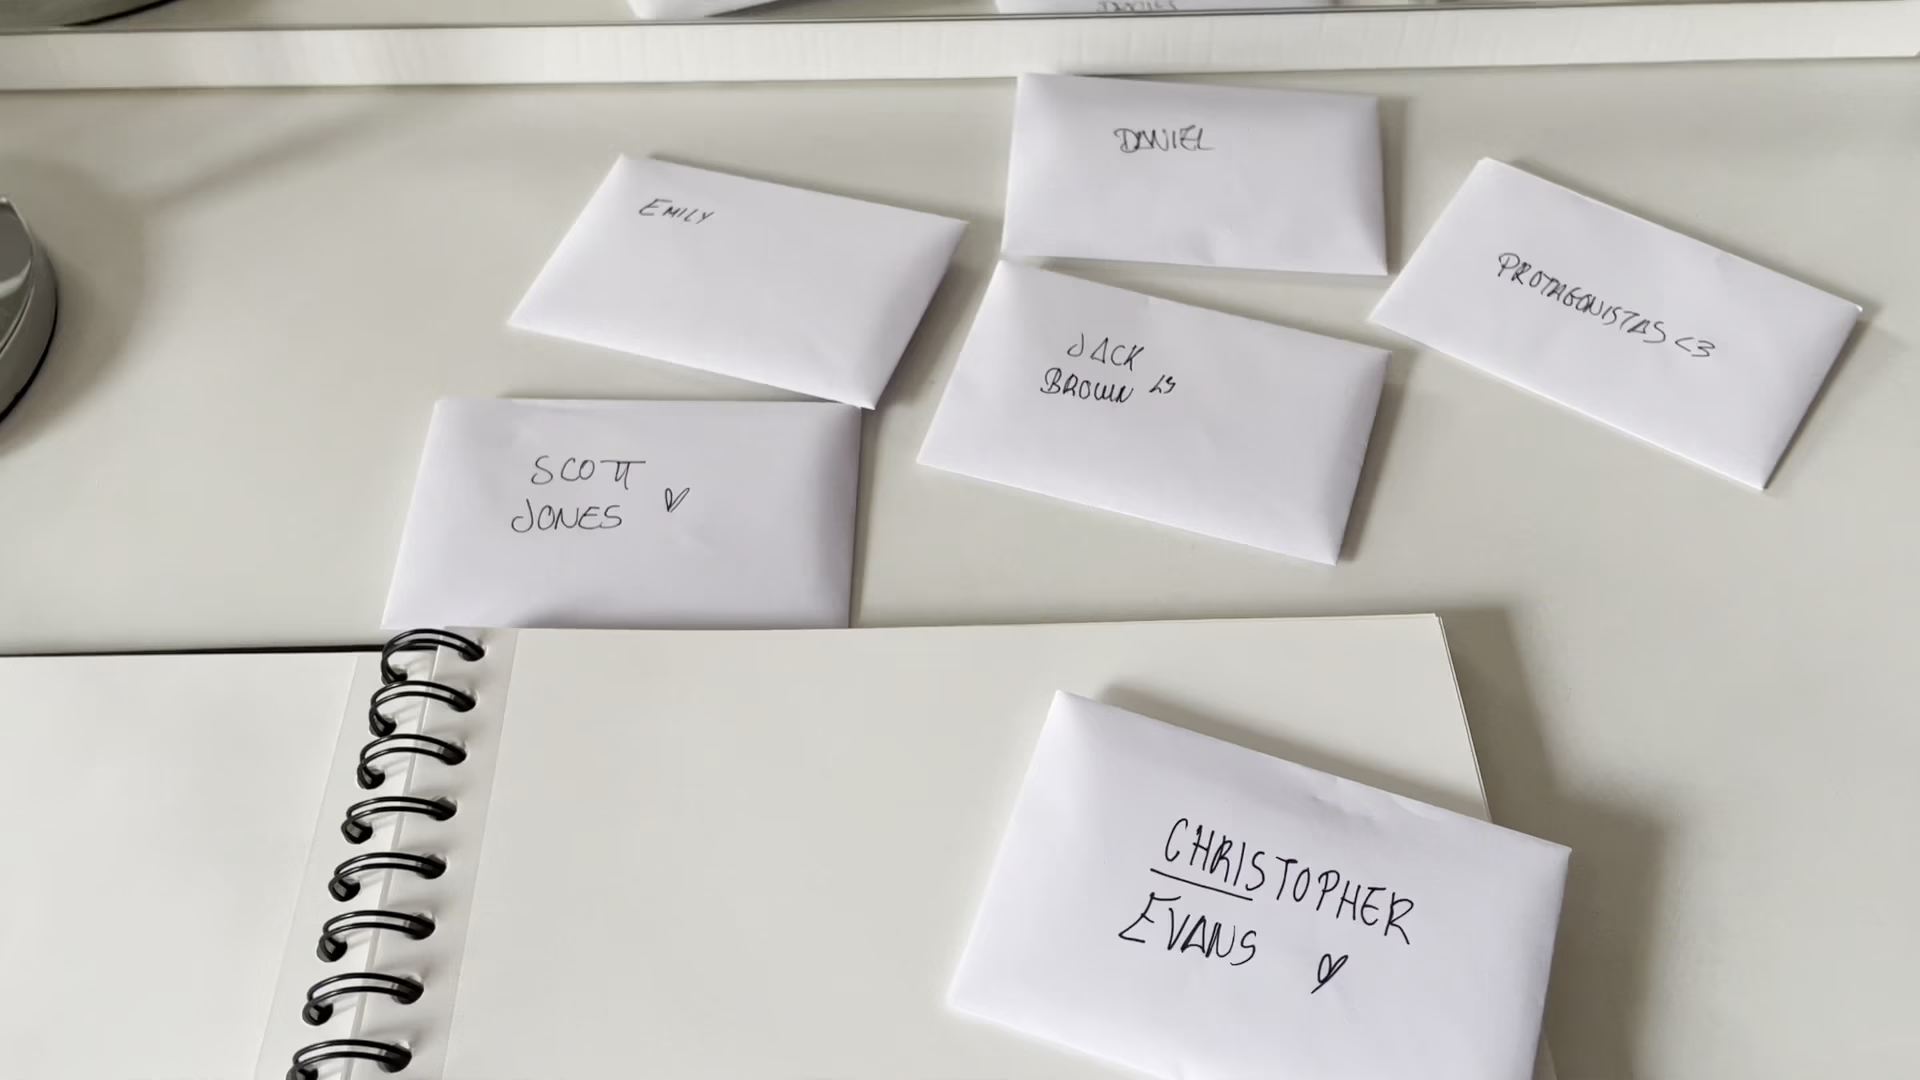 DANIEL
EMILY
PROTAGONISTAS <3
JACK
BROWN <3
SCOTT
JONES ♡
CHRISTOPHER
EVANS ♡